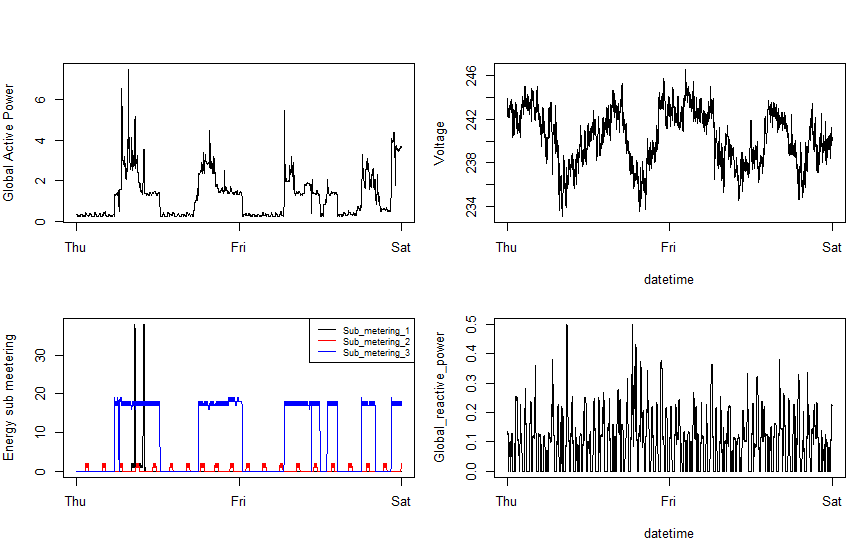 Global Active Power
0 2 4 6
Thu Fri Sat
Voltage
234 238 242 246
Thu Fri Sat
datetime
Energy sub meetering
0 10 20 30
Sub_metering_1
Sub_metering_2
Sub_metering_3
Thu Fri Sat
Global_reactive_power
0.0 0.1 0.2 0.3 0.4 0.5
Thu Fri Sat
datetime